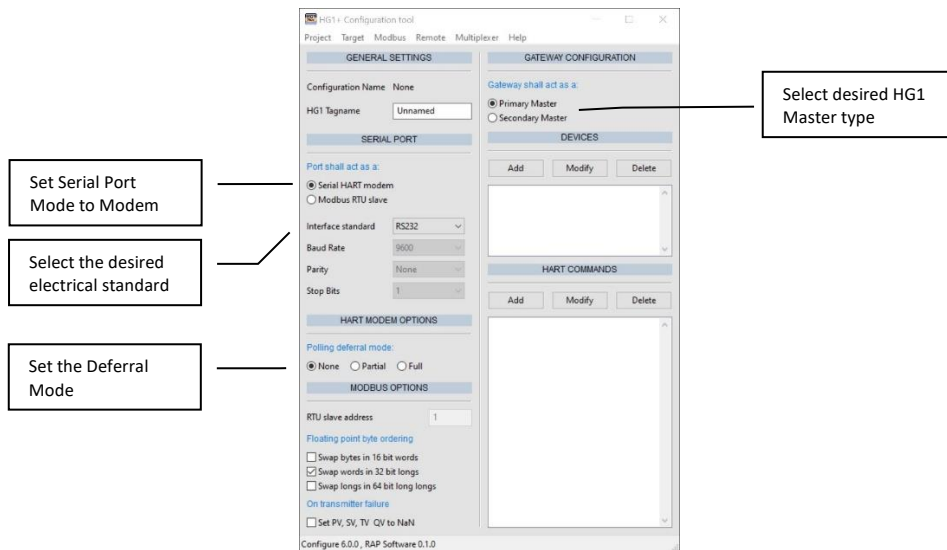 HG1+ Configuration tool
Project Target Modbus Remote Multiplexer Help
GENERAL SETTINGS
Configuration Name None
HG1 Tagname Unnamed
SERIAL PORT
Port shall act as a:
Serial HART modem
Modbus RTU slave
Interface standard RS232
Baud Rate 9600
Parity None
Stop Bits 1
HART MODEM OPTIONS
Polling deferral mode:
None Partial Full
MODBUS OPTIONS
RTU slave address 1
Floating point byte ordering
Swap bytes in 16 bit words
Swap words in 32 bit longs
Swap longs in 64 bit long longs
On transmitter failure
Set PV, SV, TV QV to NaN
Configure 6.0.0 , RAP Software 0.1.0
GATEWAY CONFIGURATION
Gateway shall act as a:
Primary Master
Secondary Master
DEVICES
Add Modify Delete
HART COMMANDS
Add Modify Delete
Set Serial Port
Mode to Modem
Select the desired
electrical standard
Set the Deferral
Mode
Select desired HG1
Master type